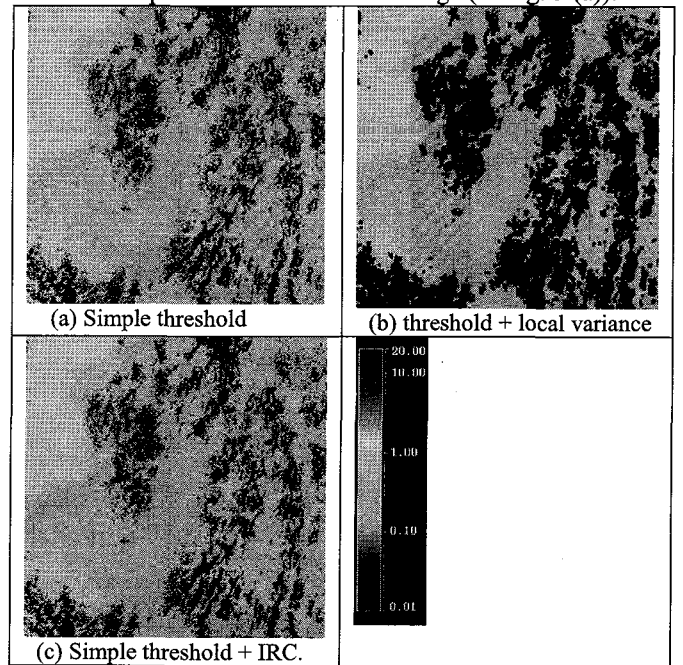 (a) Simple threshold
(b) threshold + local variance
20.00
10.00
1.00
0.10
0.01
(c) Simple threshold + IRC.